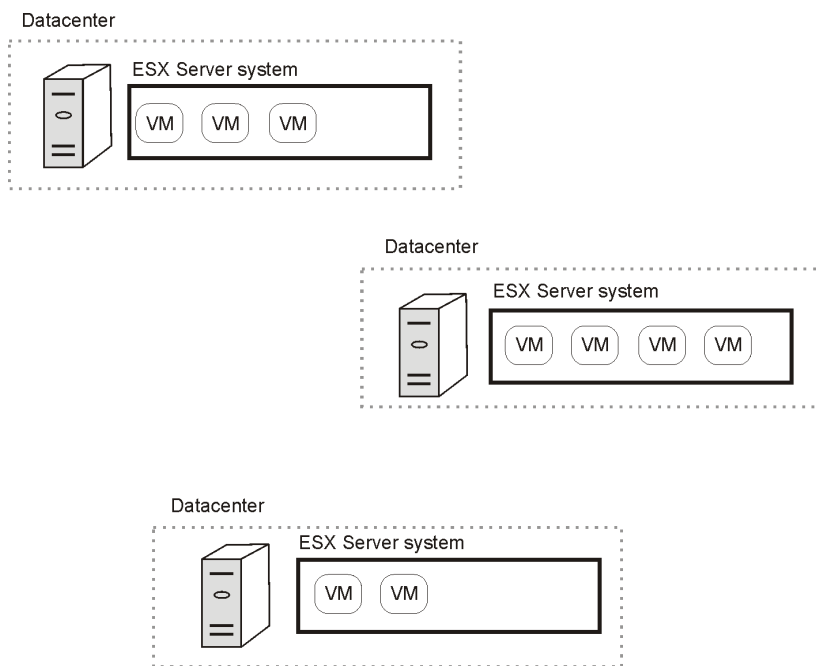 Datacenter
ESX Server system
VM VM VM
Datacenter
ESX Server system
VM VM VM VM
Datacenter
ESX Server system
VM VM